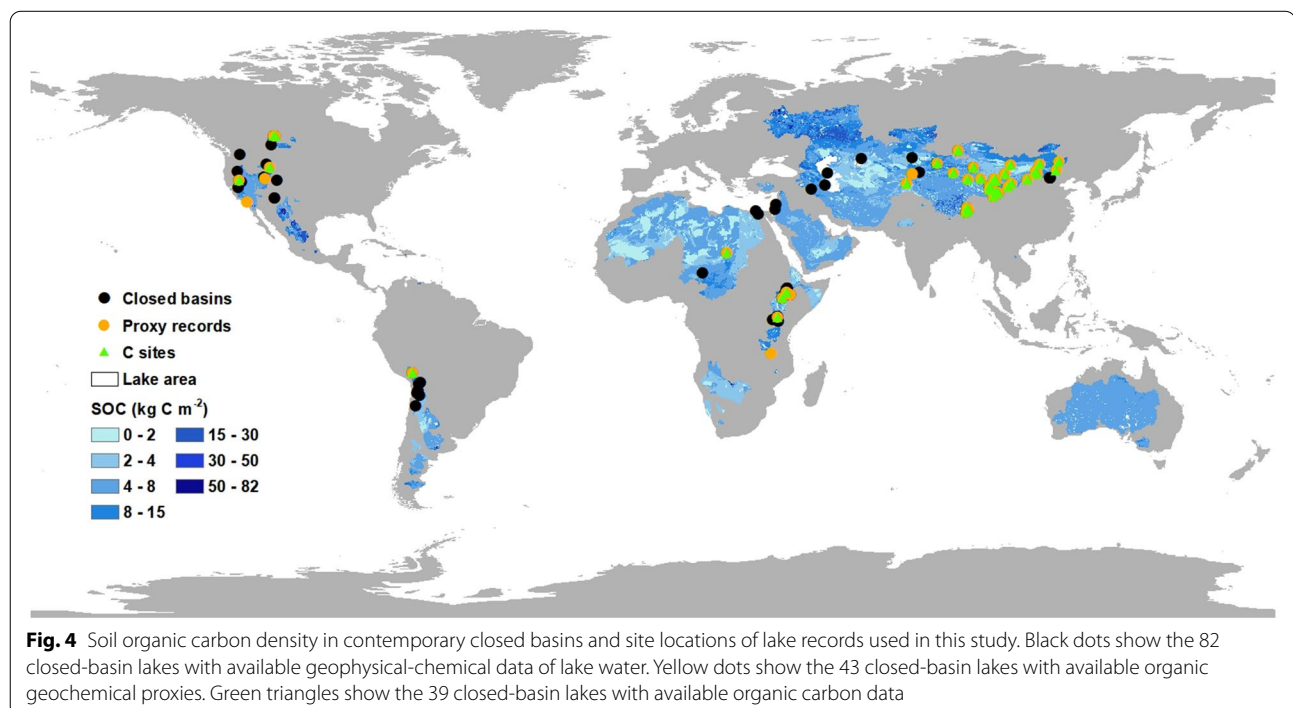 Closed basins
Proxy records
C sites
Lake area
SOC (kg C m-2)
0 - 2
15 - 30
2 - 4
30 - 50
4 - 8
50 - 82
8 - 15
Fig. 4 Soil organic carbon density in contemporary closed basins and site locations of lake records used in this study. Black dots show the 82
closed-basin lakes with available geophysical-chemical data of lake water. Yellow dots show the 43 closed-basin lakes with available organic
geochemical proxies. Green triangles show the 39 closed-basin lakes with available organic carbon data